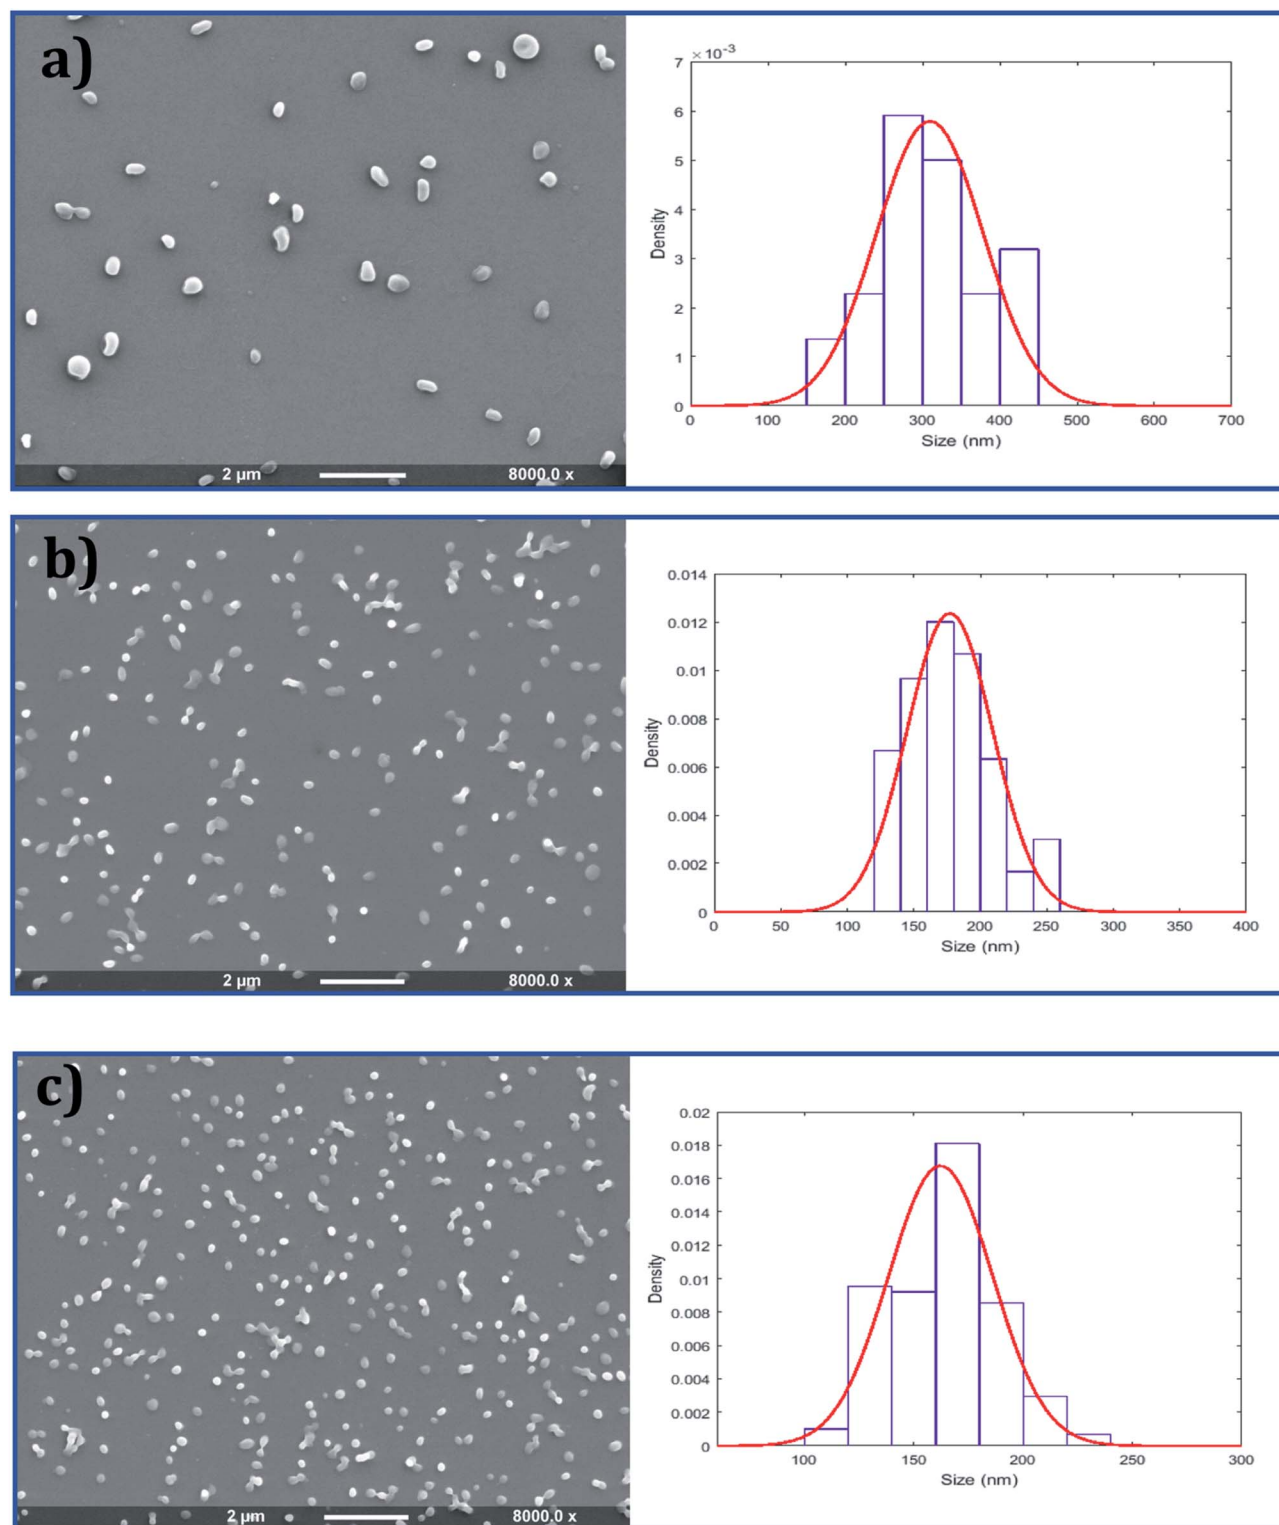 a)
2 µm 8000.0 x
×10⁻³
7
6
5
4
3
2
1
0
Density
0 100 200 300 400 500 600 700
Size (nm)
b)
2 µm 8000.0 x
0.014
0.012
0.01
0.008
0.006
0.004
0.002
0
Density
0 50 100 150 200 250 300 350 400
Size (nm)
c)
2 µm 8000.0 x
0.02
0.018
0.016
0.014
0.012
0.01
0.008
0.006
0.004
0.002
0
Density
100 150 200 250 300
Size (nm)